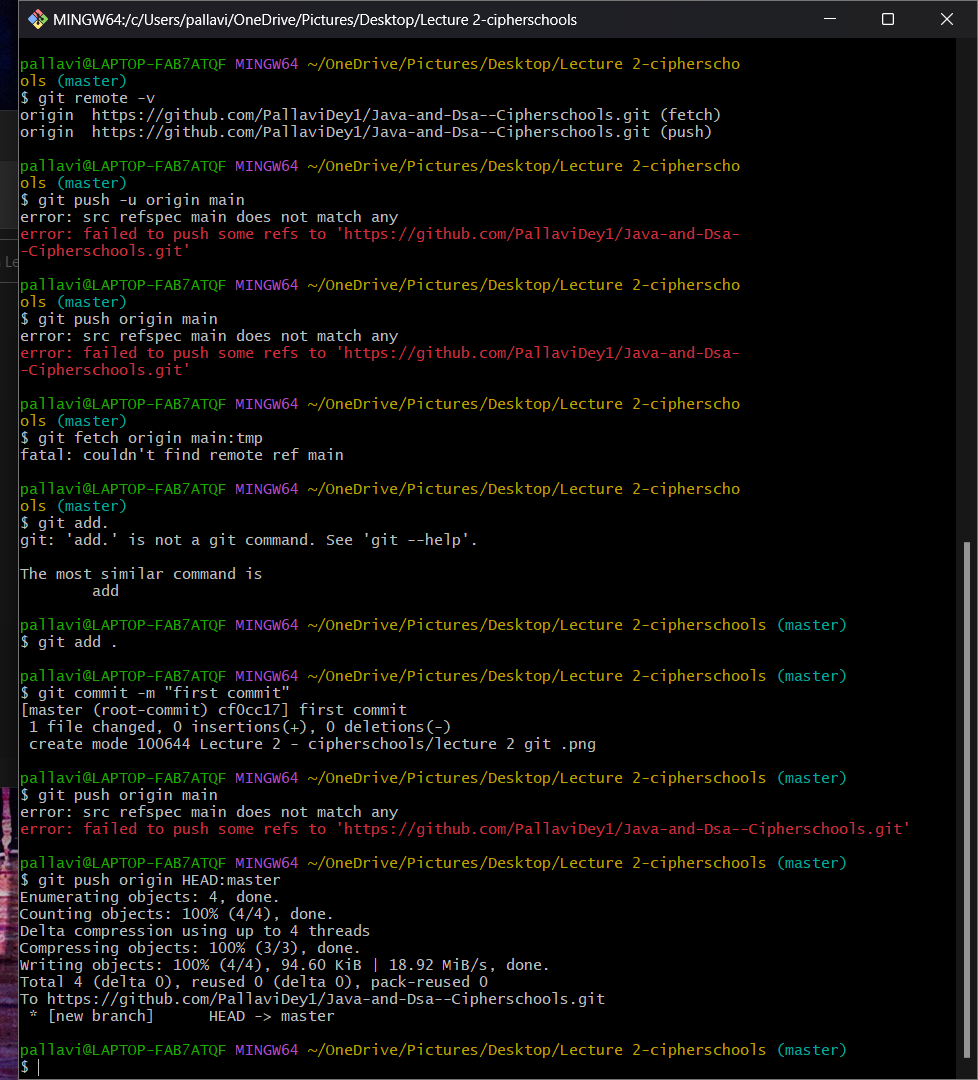 MINGW64:/c/Users/pallavi/OneDrive/Pictures/Desktop/Lecture 2-cipherschools
pallavi@LAPTOP-FAB7ATQF MINGW64 ~/OneDrive/Pictures/Desktop/Lecture 2-cipherscho
ols (master)
$ git remote -v
origin  https://github.com/PallaviDey1/Java-and-Dsa--Cipherschools.git (fetch)
origin  https://github.com/PallaviDey1/Java-and-Dsa--Cipherschools.git (push)
pallavi@LAPTOP-FAB7ATQF MINGW64 ~/OneDrive/Pictures/Desktop/Lecture 2-cipherscho
ols (master)
$ git push -u origin main
error: src refspec main does not match any
error: failed to push some refs to 'https://github.com/PallaviDey1/Java-and-Dsa-
-Cipherschools.git'
pallavi@LAPTOP-FAB7ATQF MINGW64 ~/OneDrive/Pictures/Desktop/Lecture 2-cipherscho
ols (master)
$ git push origin main
error: src refspec main does not match any
error: failed to push some refs to 'https://github.com/PallaviDey1/Java-and-Dsa-
-Cipherschools.git'
pallavi@LAPTOP-FAB7ATQF MINGW64 ~/OneDrive/Pictures/Desktop/Lecture 2-cipherscho
ols (master)
$ git fetch origin main:tmp
fatal: couldn't find remote ref main
pallavi@LAPTOP-FAB7ATQF MINGW64 ~/OneDrive/Pictures/Desktop/Lecture 2-cipherscho
ols (master)
$ git add.
git: 'add.' is not a git command. See 'git --help'.
The most similar command is
        add
pallavi@LAPTOP-FAB7ATQF MINGW64 ~/OneDrive/Pictures/Desktop/Lecture 2-cipherschools (master)
$ git add .
pallavi@LAPTOP-FAB7ATQF MINGW64 ~/OneDrive/Pictures/Desktop/Lecture 2-cipherschools (master)
$ git commit -m "first commit"
[master (root-commit) cf0cc17] first commit
 1 file changed, 0 insertions(+), 0 deletions(-)
 create mode 100644 Lecture 2 - cipherschools/lecture 2 git .png
pallavi@LAPTOP-FAB7ATQF MINGW64 ~/OneDrive/Pictures/Desktop/Lecture 2-cipherschools (master)
$ git push origin main
error: src refspec main does not match any
error: failed to push some refs to 'https://github.com/PallaviDey1/Java-and-Dsa--Cipherschools.git'
pallavi@LAPTOP-FAB7ATQF MINGW64 ~/OneDrive/Pictures/Desktop/Lecture 2-cipherschools (master)
$ git push origin HEAD:master
Enumerating objects: 4, done.
Counting objects: 100% (4/4), done.
Delta compression using up to 4 threads
Compressing objects: 100% (3/3), done.
Writing objects: 100% (4/4), 94.60 KiB | 18.92 MiB/s, done.
Total 4 (delta 0), reused 0 (delta 0), pack-reused 0
To https://github.com/PallaviDey1/Java-and-Dsa--Cipherschools.git
 * [new branch]      HEAD -> master
pallavi@LAPTOP-FAB7ATQF MINGW64 ~/OneDrive/Pictures/Desktop/Lecture 2-cipherschools (master)
$